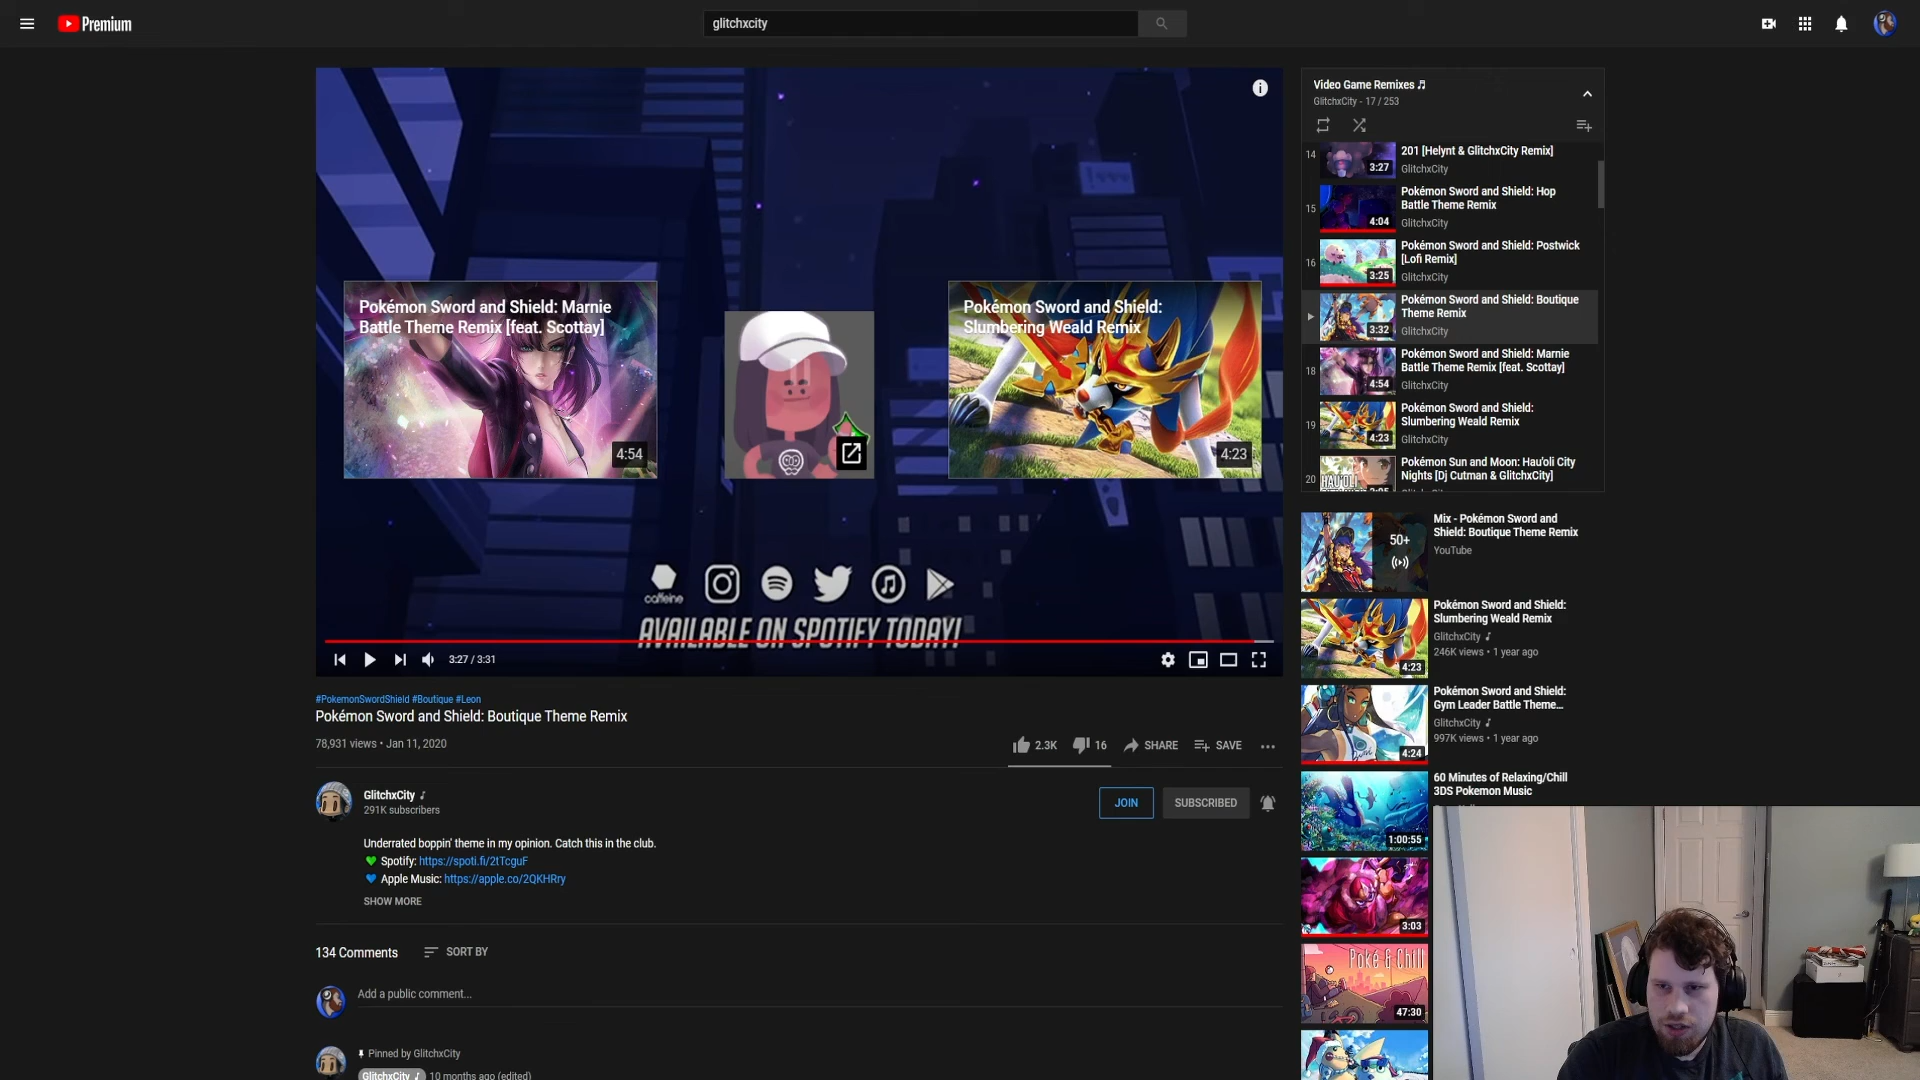 Premium
glitchxcity
Pokémon Sword and Shield: Marnie
Battle Theme Remix [feat. Scottay]
4:54
Pokémon Sword and Shield:
Slumbering Weald Remix
4:23
caffeine
AVAILABLE ON SPOTIFY TODAY!
3:27 / 3:31
#PokemonSwordShield #Boutique #Leon
Pokémon Sword and Shield: Boutique Theme Remix
78,931 views • Jan 11, 2020
2.3K
16
SHARE
SAVE
GlitchxCity
291K subscribers
JOIN
SUBSCRIBED
Underrated boppin' theme in my opinion. Catch this in the club.
Spotify: https://spoti.fi/2tTcguF
Apple Music: https://apple.co/2QKHRry
SHOW MORE
134 Comments
SORT BY
Add a public comment...
Pinned by GlitchxCity
GlitchxCity
10 months ago (edited)
Video Game Remixes
GlitchxCity - 17 / 253
14
3:27
201 [Helynt & GlitchxCity Remix]
GlitchxCity
15
4:04
Pokémon Sword and Shield: Hop
Battle Theme Remix
GlitchxCity
16
3:25
Pokémon Sword and Shield: Postwick
[Lofi Remix]
GlitchxCity
3:32
Pokémon Sword and Shield: Boutique
Theme Remix
GlitchxCity
18
4:54
Pokémon Sword and Shield: Marnie
Battle Theme Remix [feat. Scottay]
GlitchxCity
19
4:23
Pokémon Sword and Shield:
Slumbering Weald Remix
GlitchxCity
20
HAU'OLI
Pokémon Sun and Moon: Hau'oli City
Nights [Dj Cutman & GlitchxCity]
50+
Mix - Pokémon Sword and
Shield: Boutique Theme Remix
YouTube
4:23
Pokémon Sword and Shield:
Slumbering Weald Remix
GlitchxCity
246K views • 1 year ago
4:24
Pokémon Sword and Shield:
Gym Leader Battle Theme...
GlitchxCity
997K views • 1 year ago
1:00:55
60 Minutes of Relaxing/Chill
3DS Pokemon Music
3:03
Poké & Chill
47:30